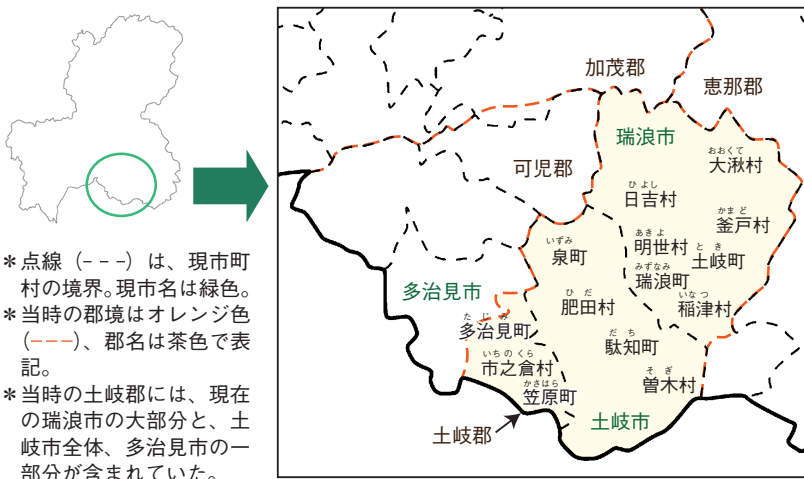 加茂郡
恵那郡
瑞浪市
おおくて
大湫村
可児郡
ひよし
日吉村
かまど
釜戸村
あきよ
明世村
とき
土岐町
いずみ
泉町
みずなみ
瑞浪町
いなつ
稲津村
多治見市
ひだ
肥田村
たじみ
多治見町
だち
駄知町
いちのくら
市之倉村
そぎ
曽木村
かさはら
笠原町
土岐市
土岐郡
＊点線（- - -）は、現市町
村の境界。現市名は緑色。
＊当時の郡境はオレンジ色
（---）、郡名は茶色で表
記。
＊当時の土岐郡には、現在
の瑞浪市の大部分と、土
岐市全体、多治見市の一
部分が含まれていた。